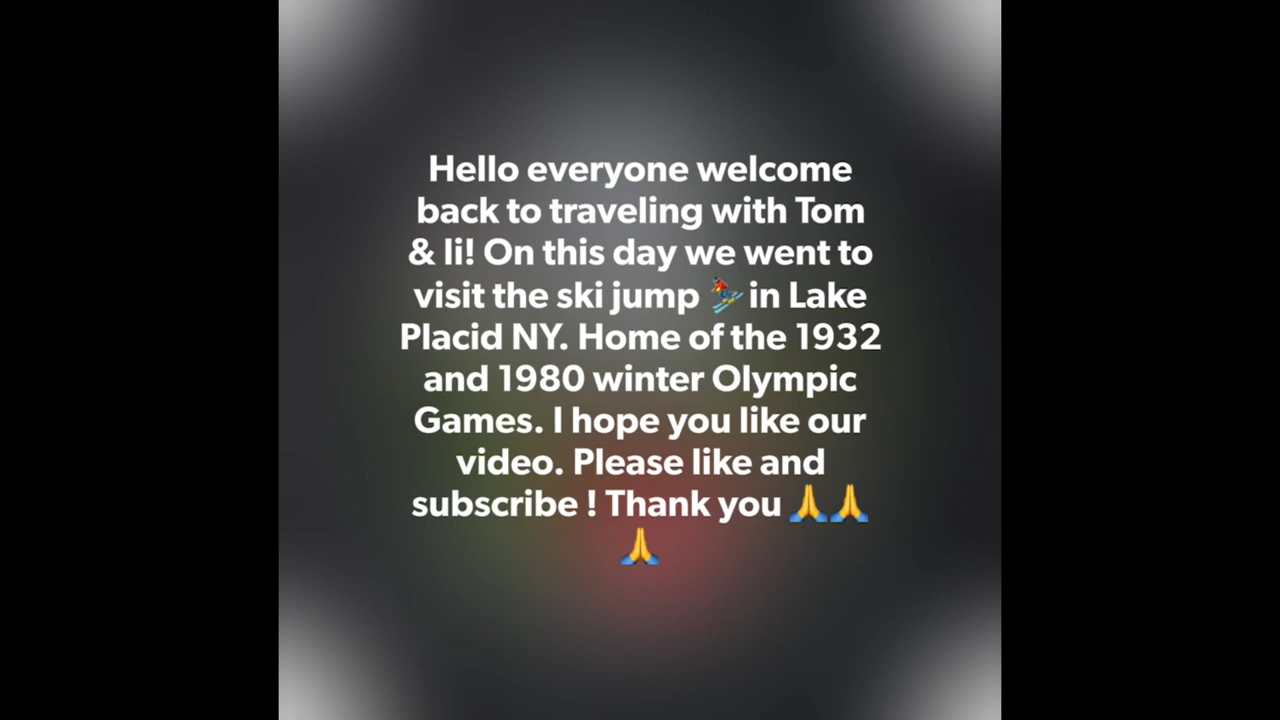 Hello everyone welcome
back to traveling with Tom
& li! On this day we went to
visit the ski jump ⛷️ in Lake
Placid NY. Home of the 1932
and 1980 winter Olympic
Games. I hope you like our
video. Please like and
subscribe ! Thank you 🙏🙏
🙏